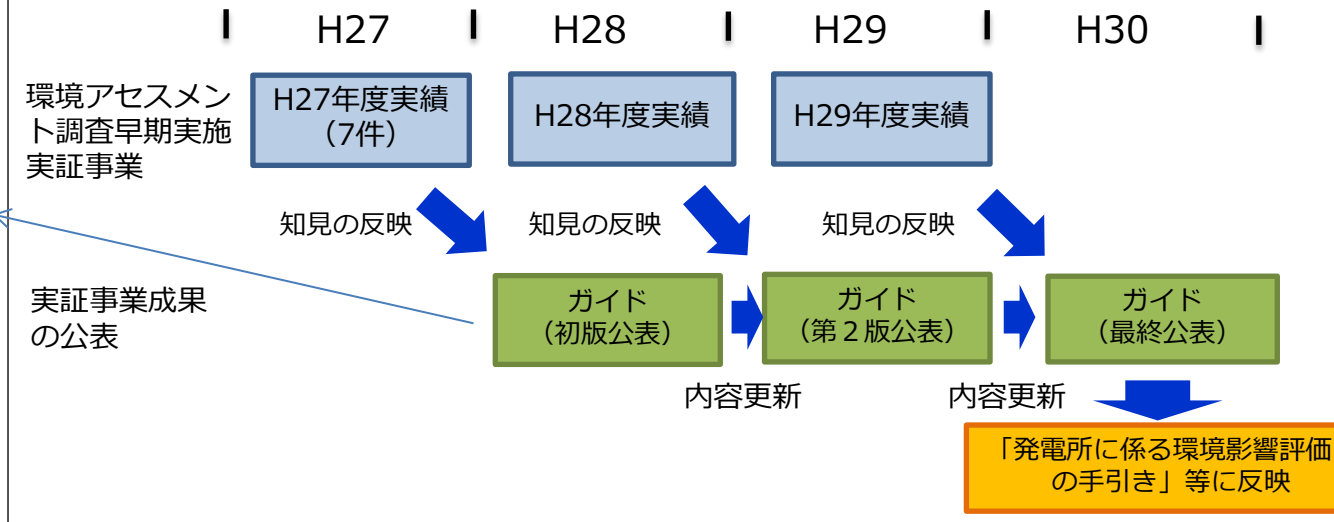 H27
H28
H29
H30
環境アセスメン
ト調査早期実施
実証事業
H27年度実績
（7件）
H28年度実績
H29年度実績
知見の反映
知見の反映
知見の反映
実証事業成果
の公表
ガイド
（初版公表）
ガイド
（第２版公表）
ガイド
（最終公表）
内容更新
内容更新
「発電所に係る環境影響評価
の手引き」等に反映